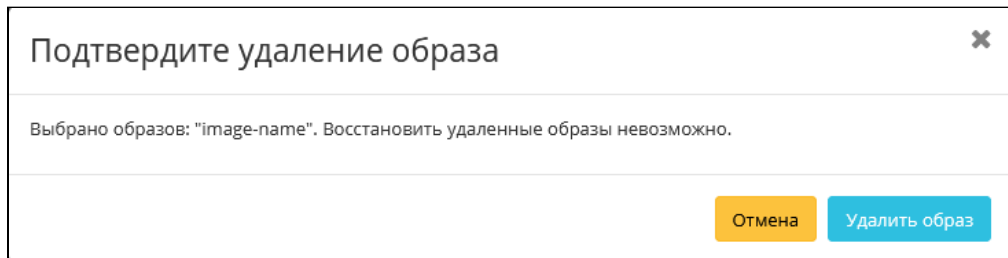 Подтвердите удаление образа
Выбрано образов: "image-name". Восстановить удаленные образы невозможно.
Отмена
Удалить образ